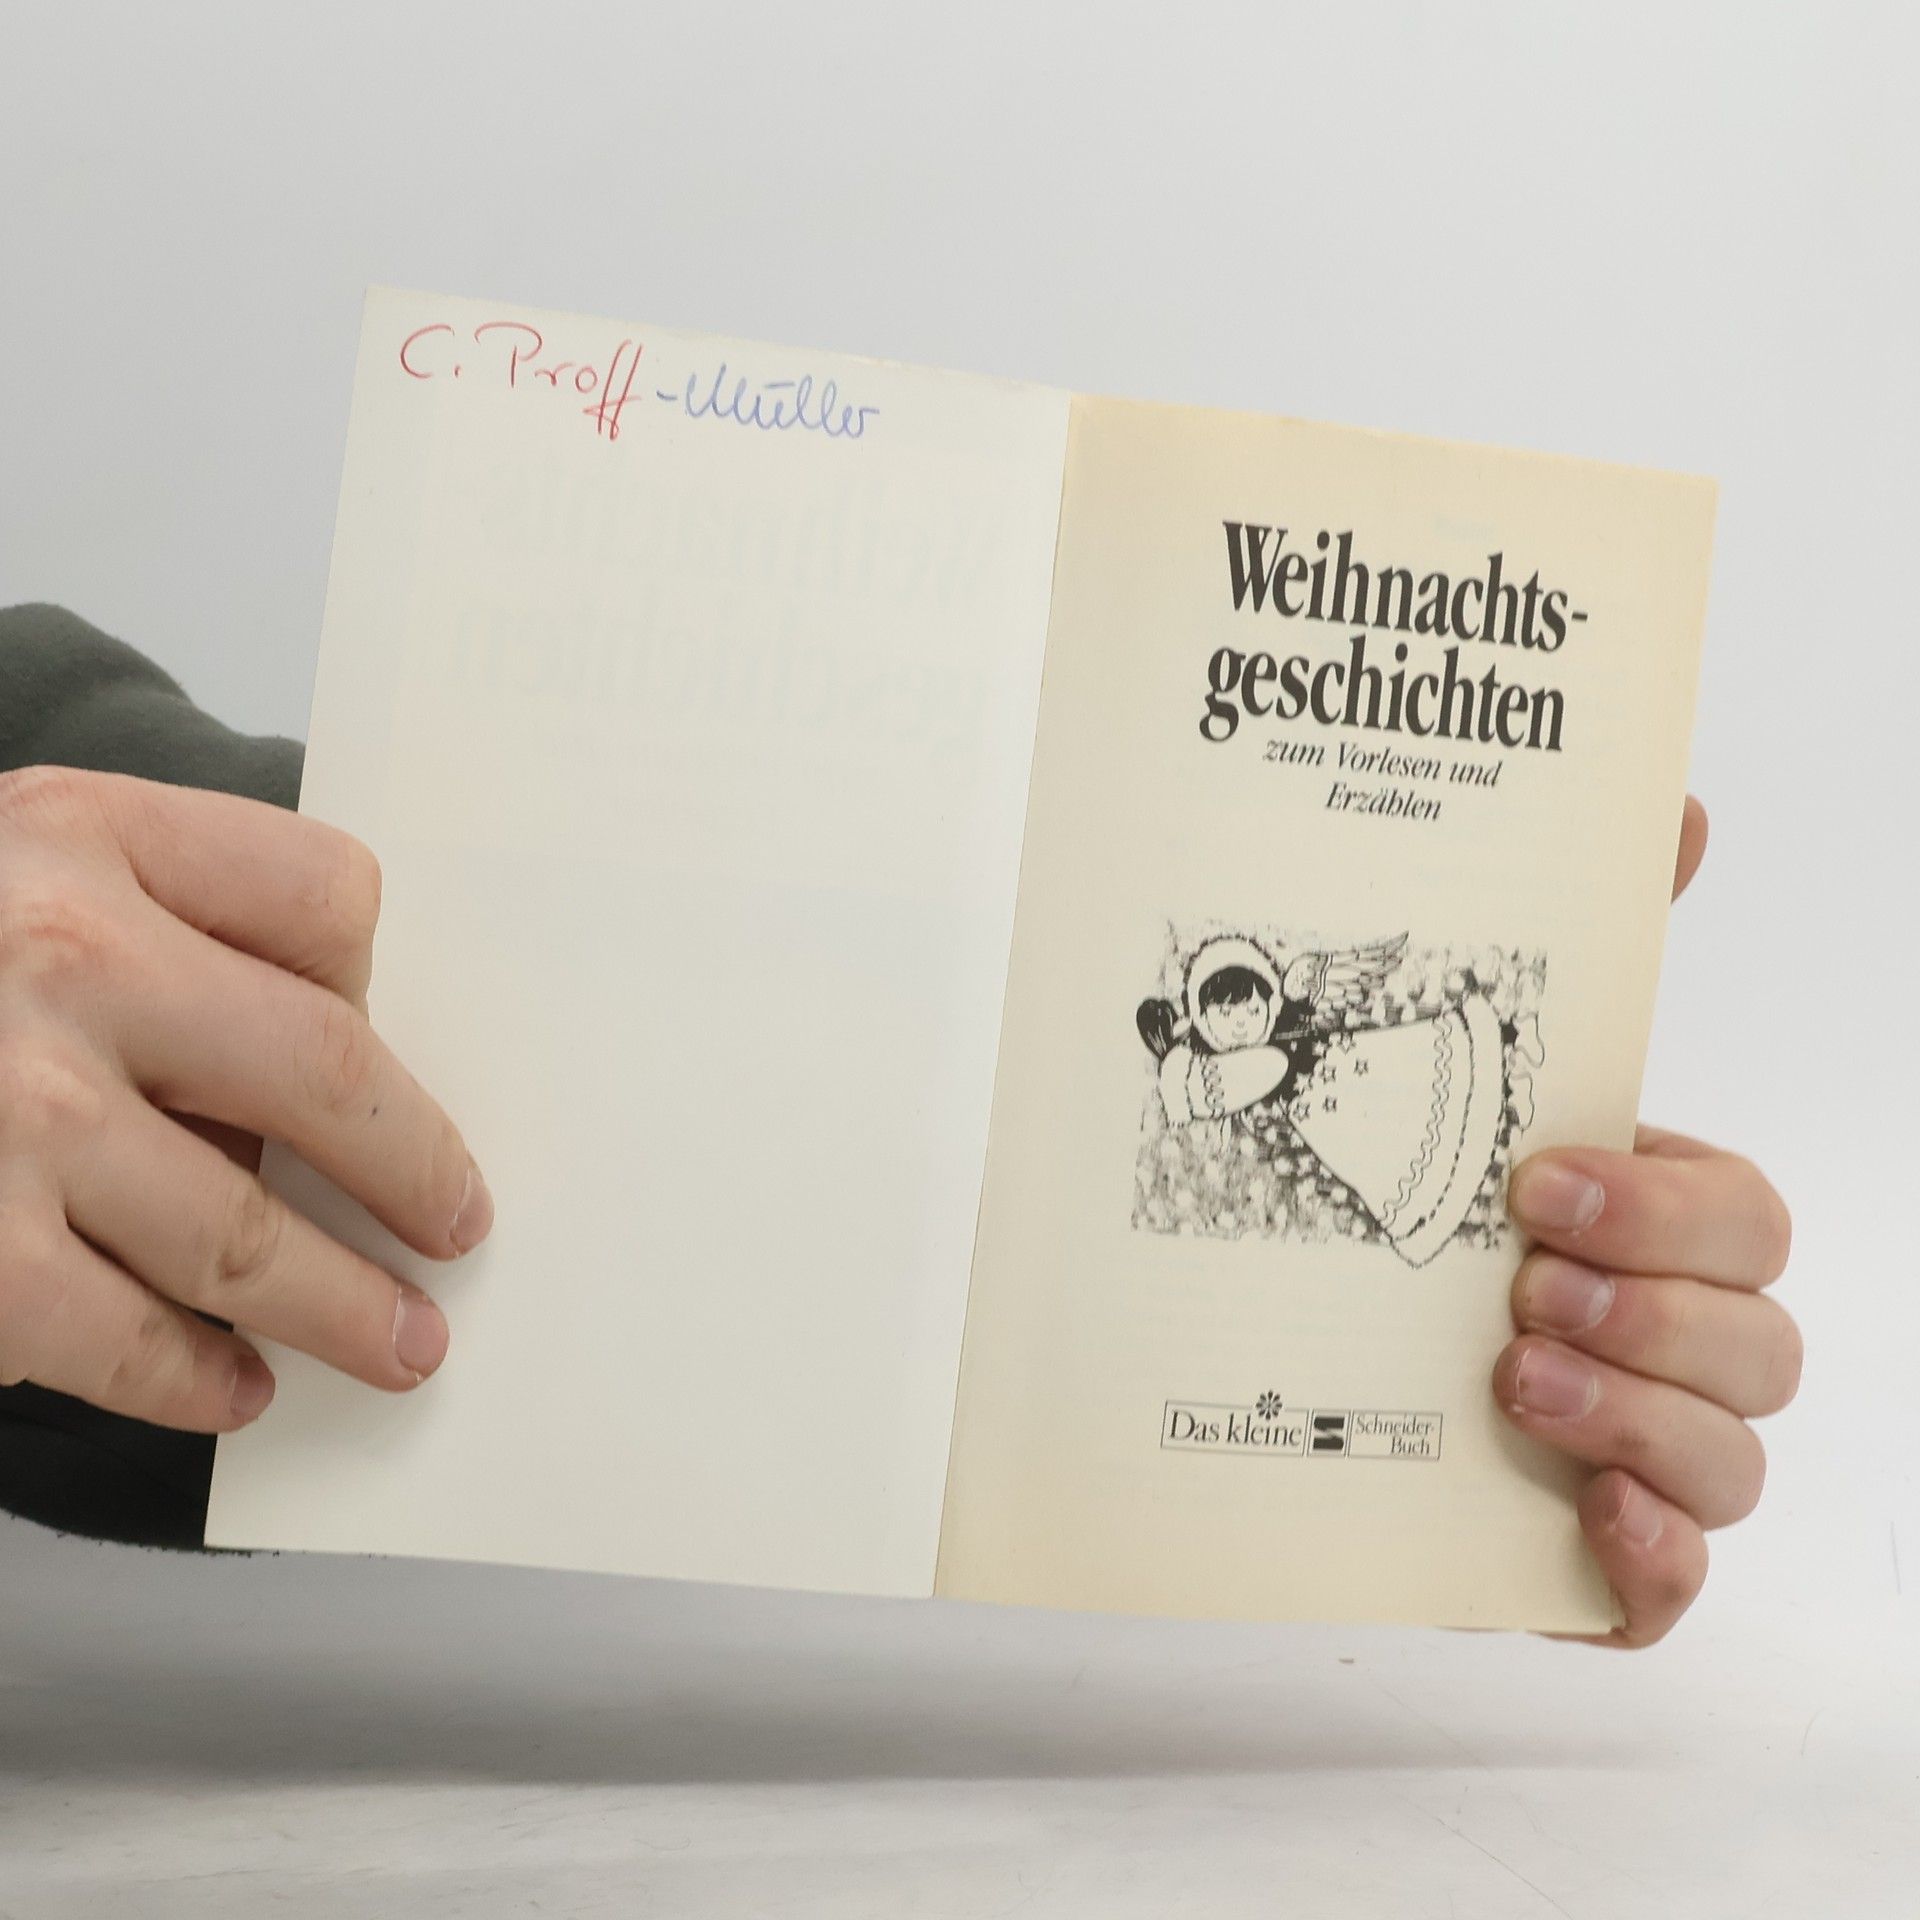 C. Proff-Müller
Weihnachts-
geschichten
zum Vorlesen und
Erzählen
Das kleine
Schneider-
Buch